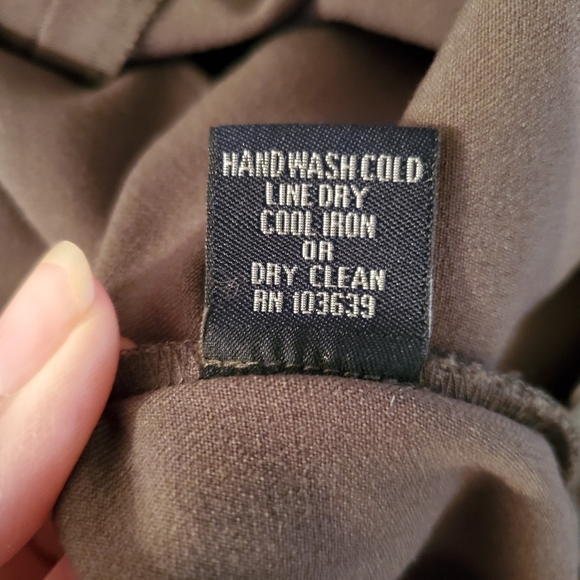 HAND WASH COLD
LINE DRY
COOL IRON
OR
DRY CLEAN
RN 103639